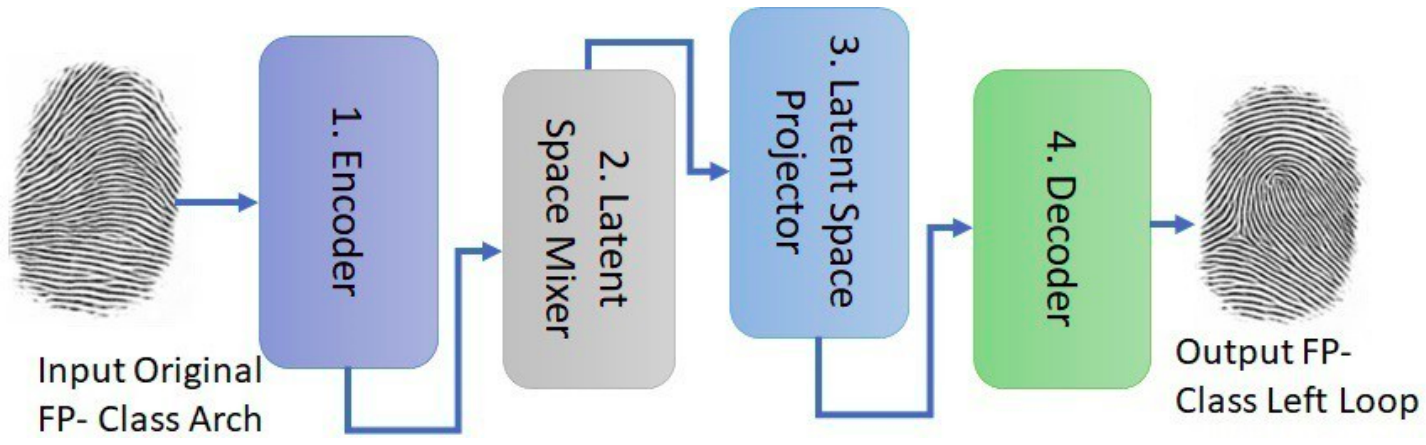 1. Encoder
2. Latent
Space Mixer
3. Latent Space
Projector
4. Decoder
Input Original
FP- Class Arch
Output FP-
Class Left Loop